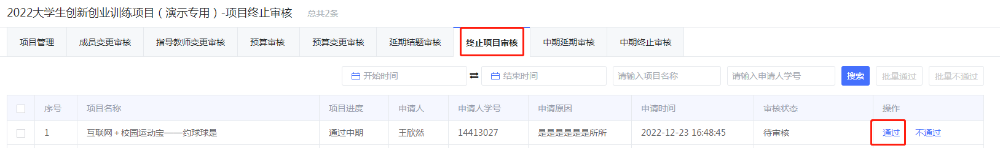 2022大学生创新创业训练项目（演示专用）-项目终止审核 总共2条
项目管理 成员变更审核 指导教师变更审核 预算审核 预算变更审核 延期结题审核 终止项目审核 中期延期审核 中期终止审核
开始时间 结束时间 请输入项目名称 请输入申请人学号 搜索 批量通过 批量不通过
序号 项目名称 项目进度 申请人 申请人学号 申请原因 申请时间 审核状态 操作
1 互联网＋校园运动宝——约球球是 通过中期 王欣然 14413027 是是是是是是所所 2022-12-23 16:48:45 待审核 通过 不通过